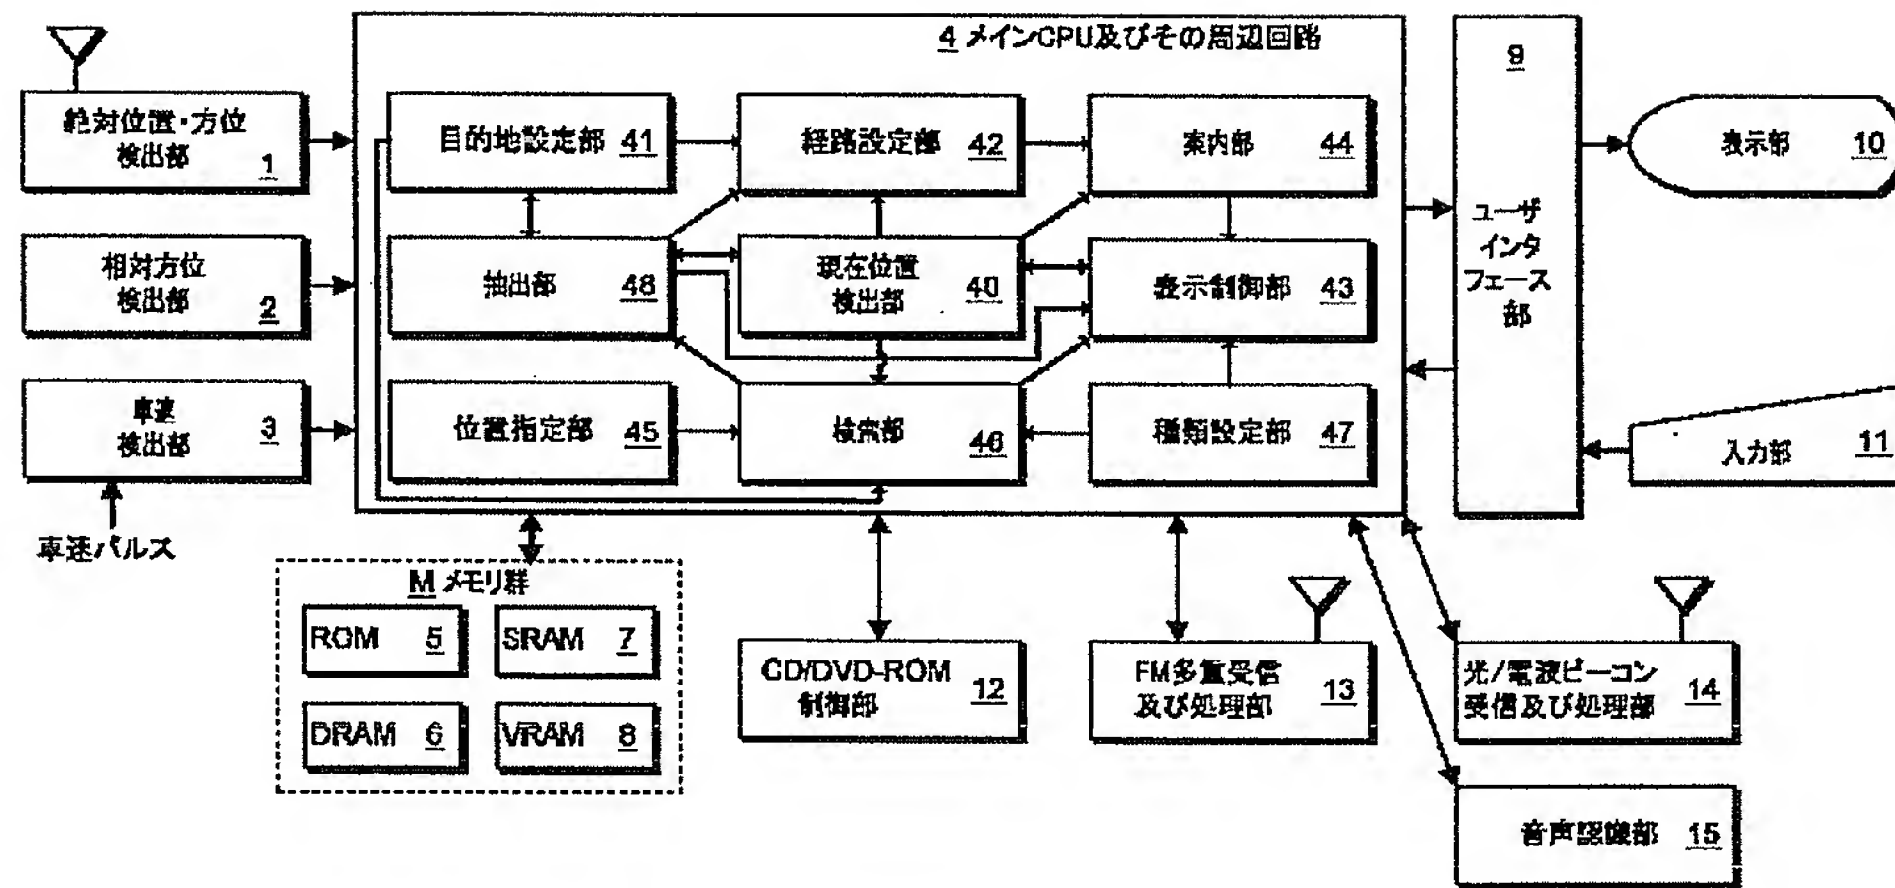 4 メインCPU及びその周辺回路
絶対位置・方位
検出部 1
相対方位
検出部 2
車速
検出部 3
車速パルス
目的地設定部 41
経路設定部 42
案内部 44
抽出部 48
現在位置
検出部 40
表示制御部 43
位置指定部 45
検索部 46
種類設定部 47
9
ユーザ
インタ
フェース
部
表示部 10
入力部 11
M メモリ群
ROM 5
SRAM 7
DRAM 6
VRAM 8
CD/DVD-ROM
制御部 12
FM多重受信
及び処理部 13
光/電波ビーコン
受信及び処理部 14
音声認識部 15